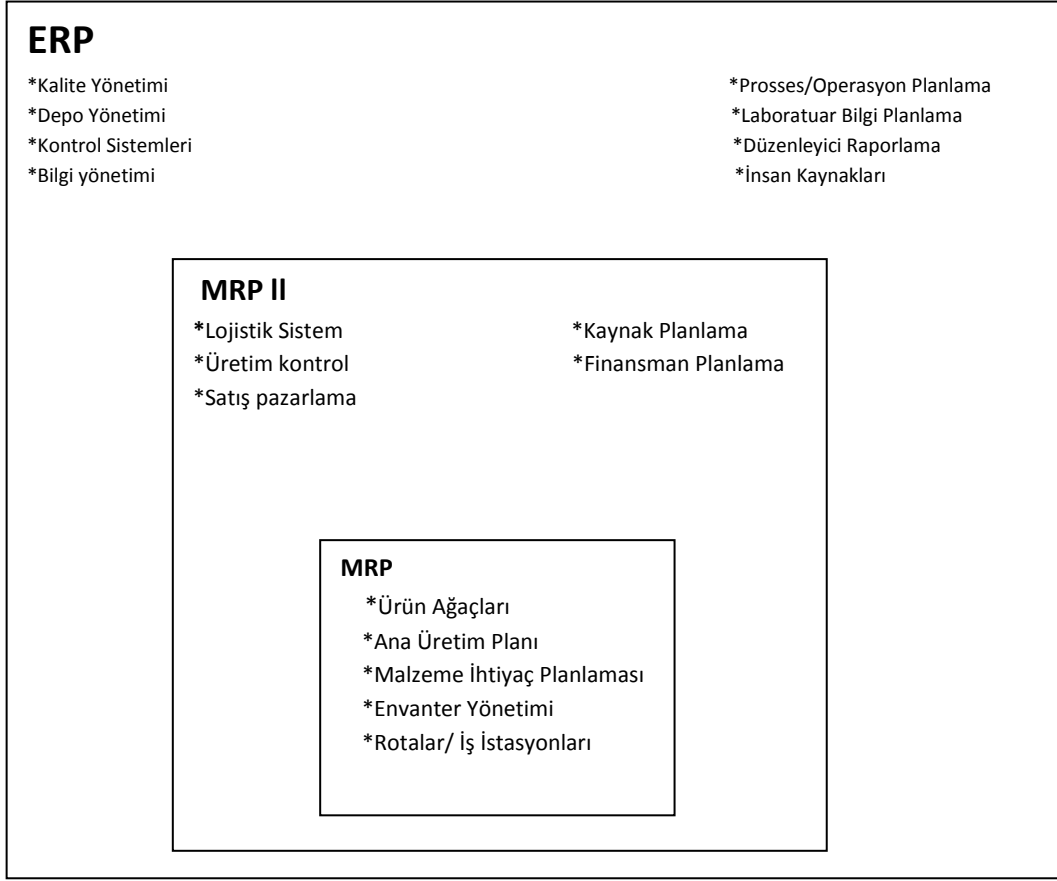 ERP
*Kalite Yönetimi
*Depo Yönetimi
*Kontrol Sistemleri
*Bilgi yönetimi
*Prosses/Operasyon Planlama
*Laboratuar Bilgi Planlama
*Düzenleyici Raporlama
*İnsan Kaynakları
MRP ll
*Lojistik Sistem
*Üretim kontrol
*Satış pazarlama
*Kaynak Planlama
*Finansman Planlama
MRP
*Ürün Ağaçları
*Ana Üretim Planı
*Malzeme İhtiyaç Planlaması
*Envanter Yönetimi
*Rotalar/ İş İstasyonları